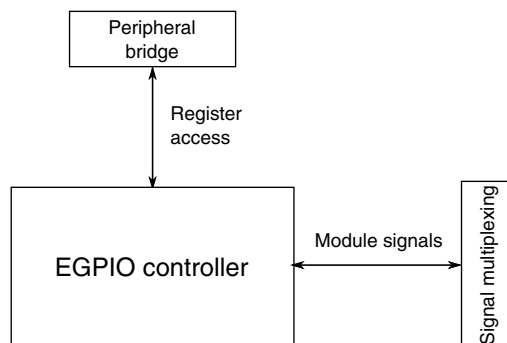 Peripheral
bridge
Register
access
EGPIO controller
Module signals
Signal multiplexing